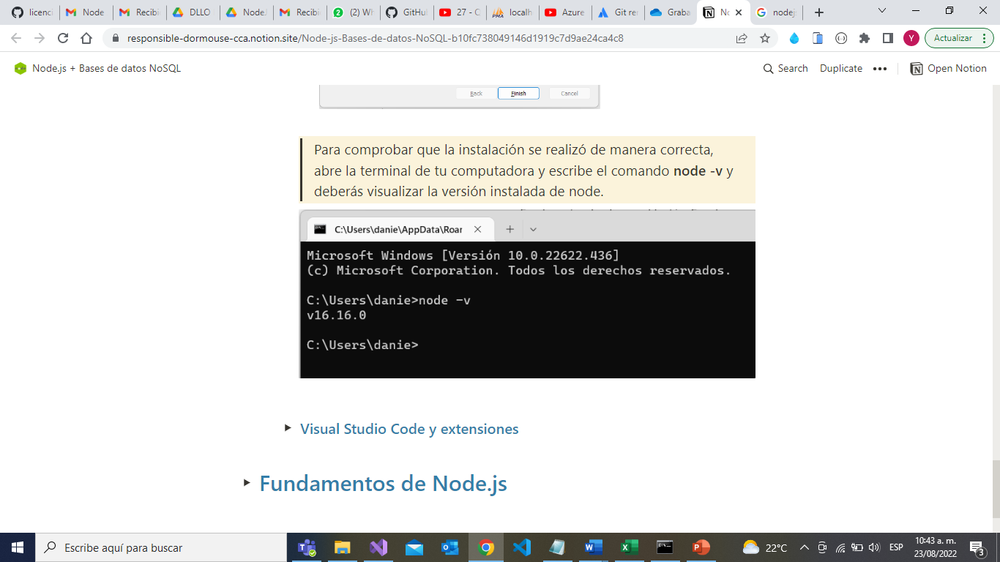 licenc
Node
Recibi
DLLO
Node.
Recibi
(2) Wh
GitHu
27 - C
localh
Azure
Git rer
Graba
No
nodej
responsible-dormouse-cca.notion.site/Node-js-Bases-de-datos-NoSQL-b10fc738049146d1919c7d9ae24ca4c8
Y
Actualizar
Node.js + Bases de datos NoSQL
Search
Duplicate
Open Notion
Back
Finish
Cancel
Para comprobar que la instalación se realizó de manera correcta,
abre la terminal de tu computadora y escribe el comando node -v y
deberás visualizar la versión instalada de node.
C:\Users\danie\AppData\Roar
Microsoft Windows [Versión 10.0.22622.436]
(c) Microsoft Corporation. Todos los derechos reservados.
C:\Users\danie>node -v
v16.16.0
C:\Users\danie>
Visual Studio Code y extensiones
Fundamentos de Node.js
Escribe aquí para buscar
22°C
ESP
10:43 a. m.
23/08/2022
3